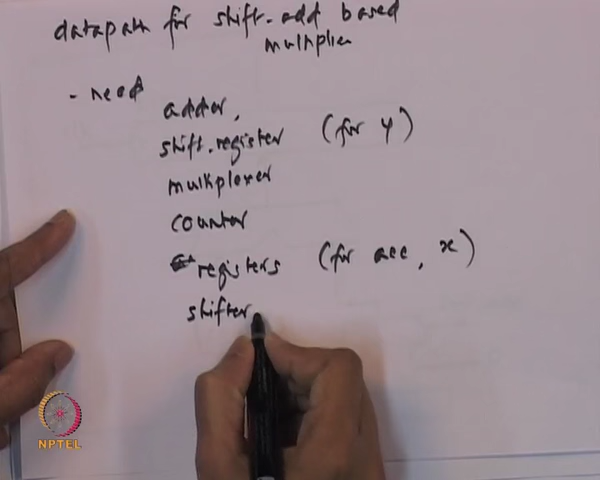 datapath for shift-add based
multiplier
- need
adder,
shift-register (for y)
multiplexer
counter
registers (for acc, x)
shifter
NPTEL